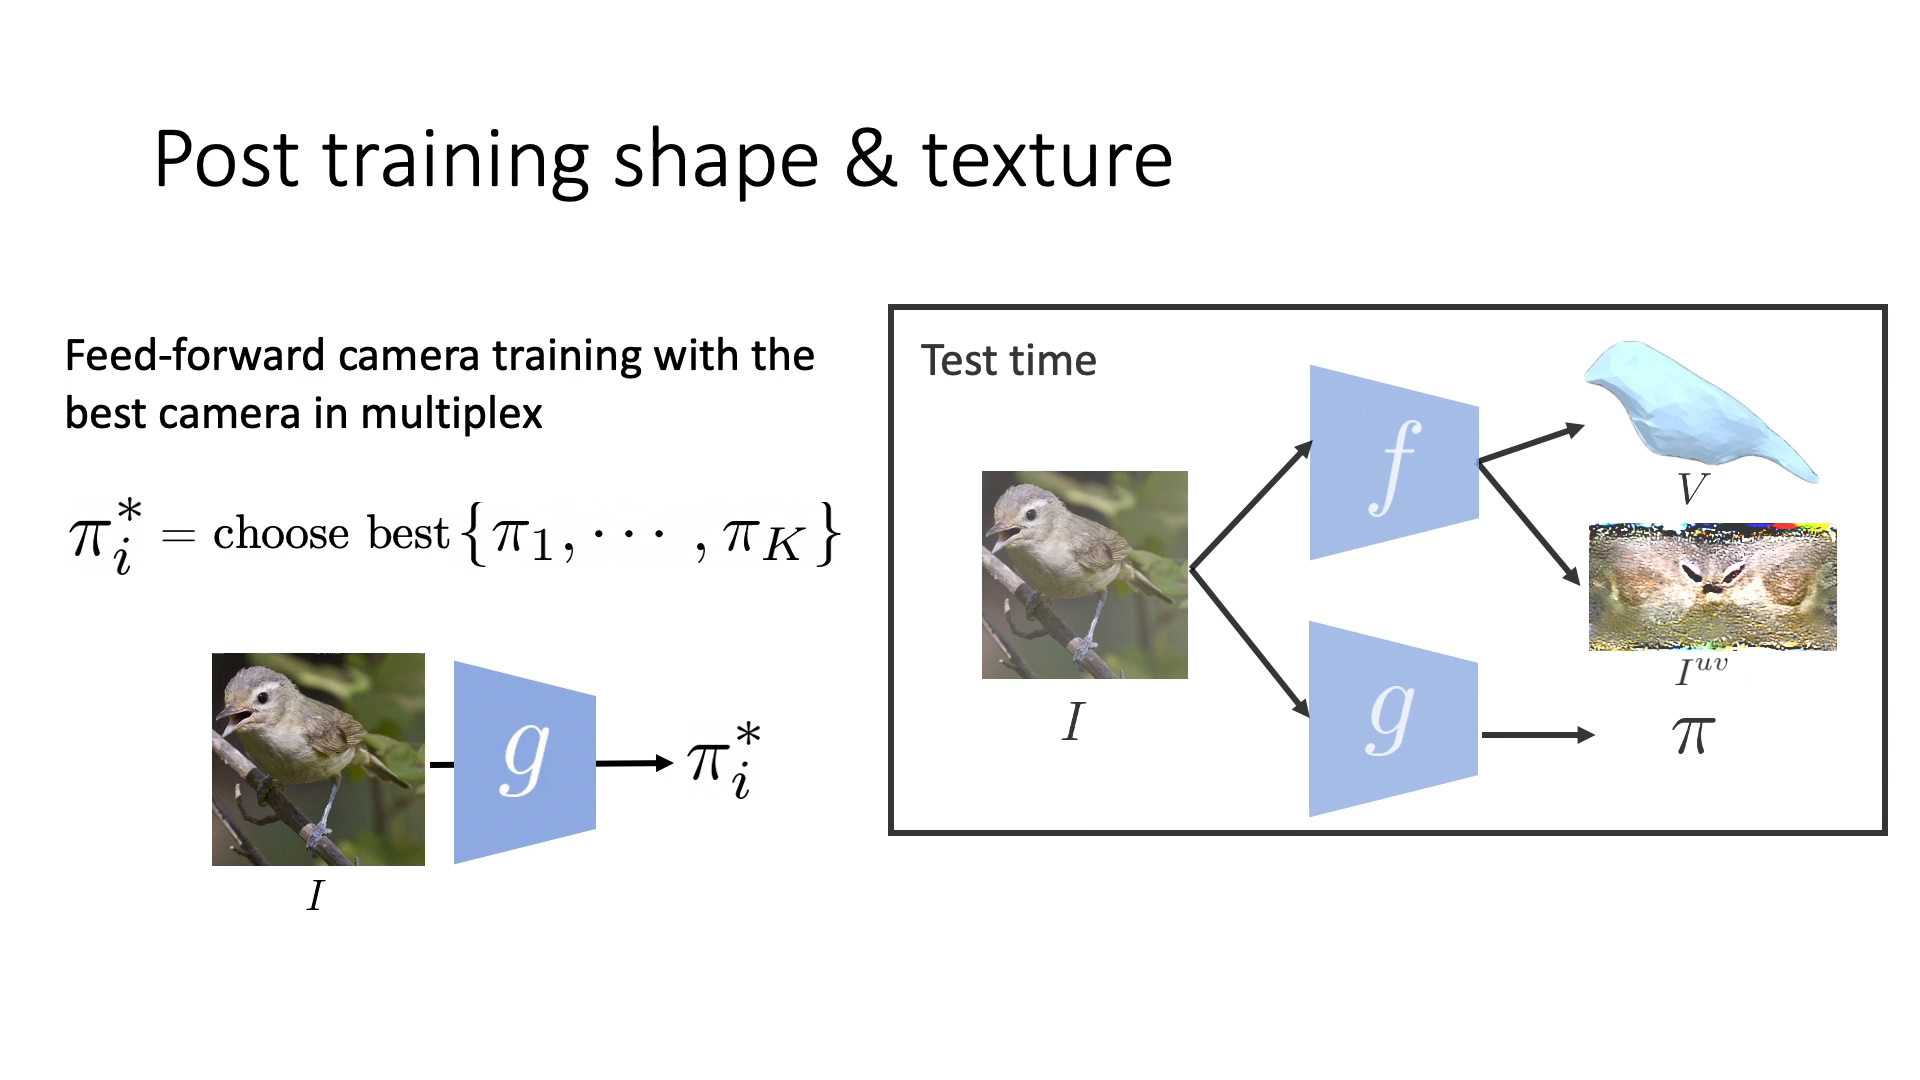 Post training shape & texture
Feed-forward camera training with the
best camera in multiplex
π*ᵢ = choose best{π₁, · · · , π_K}
g
π*ᵢ
I
Test time
f
V
I^{uv}
I
g
π